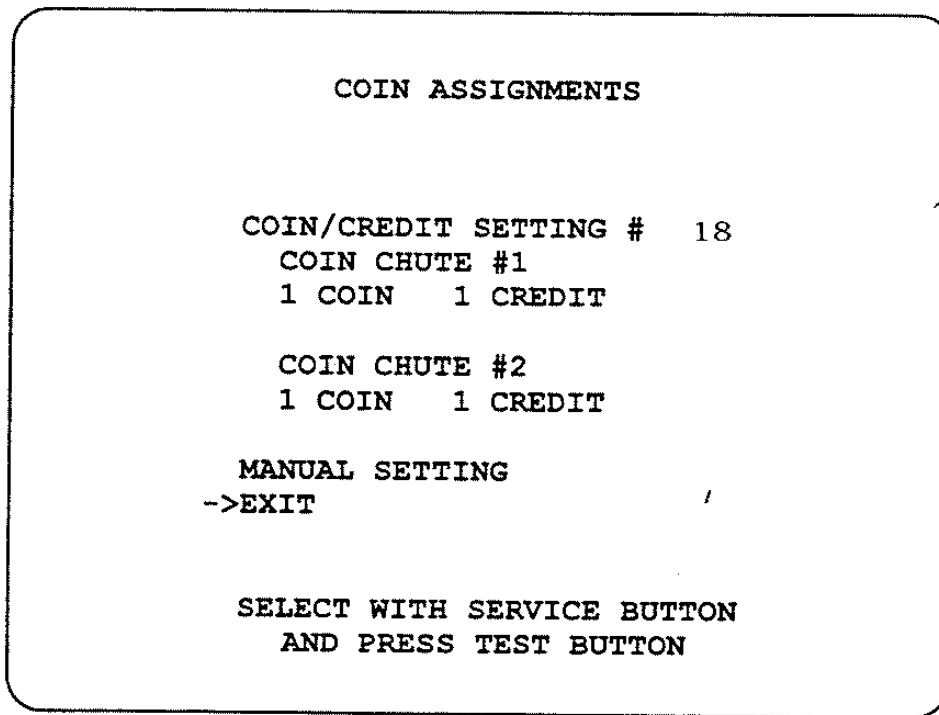 COIN ASSIGNMENTS
COIN/CREDIT SETTING # 18
COIN CHUTE #1
1 COIN 1 CREDIT
COIN CHUTE #2
1 COIN 1 CREDIT
MANUAL SETTING
->EXIT
SELECT WITH SERVICE BUTTON
AND PRESS TEST BUTTON